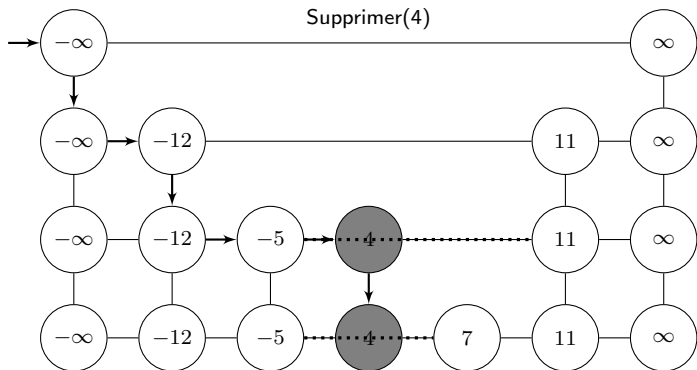 Supprimer(4)
−∞ ∞
−∞ −12 11 ∞
−∞ −12 −5 4 11 ∞
−∞ −12 −5 4 7 11 ∞